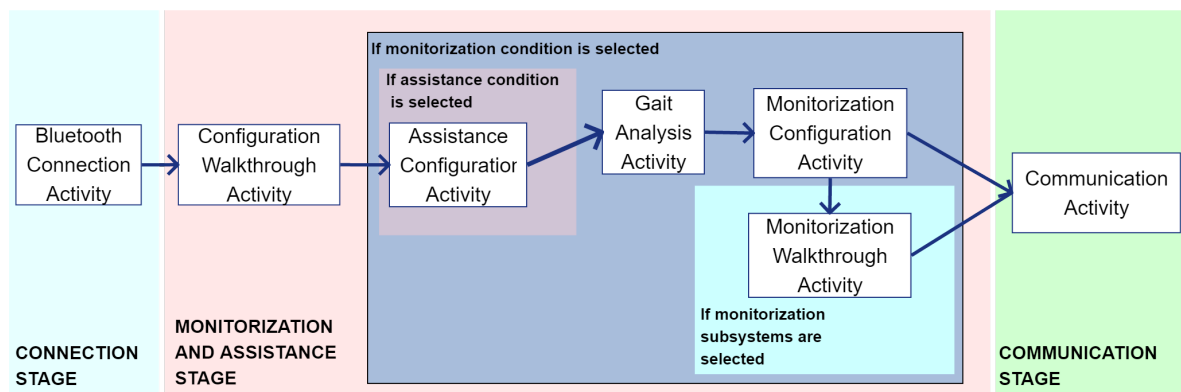 If monitorization condition is selected
If assistance condition
is selected
Bluetooth
Connection
Activity
Configuration
Walkthrough
Activity
Assistance
Configuration
Activity
Gait
Analysis
Activity
Monitorization
Configuration
Activity
Monitorization
Walkthrough
Activity
Communication
Activity
If monitorization
subsystems are
selected
CONNECTION
STAGE
MONITORIZATION
AND ASSISTANCE
STAGE
COMMUNICATION
STAGE